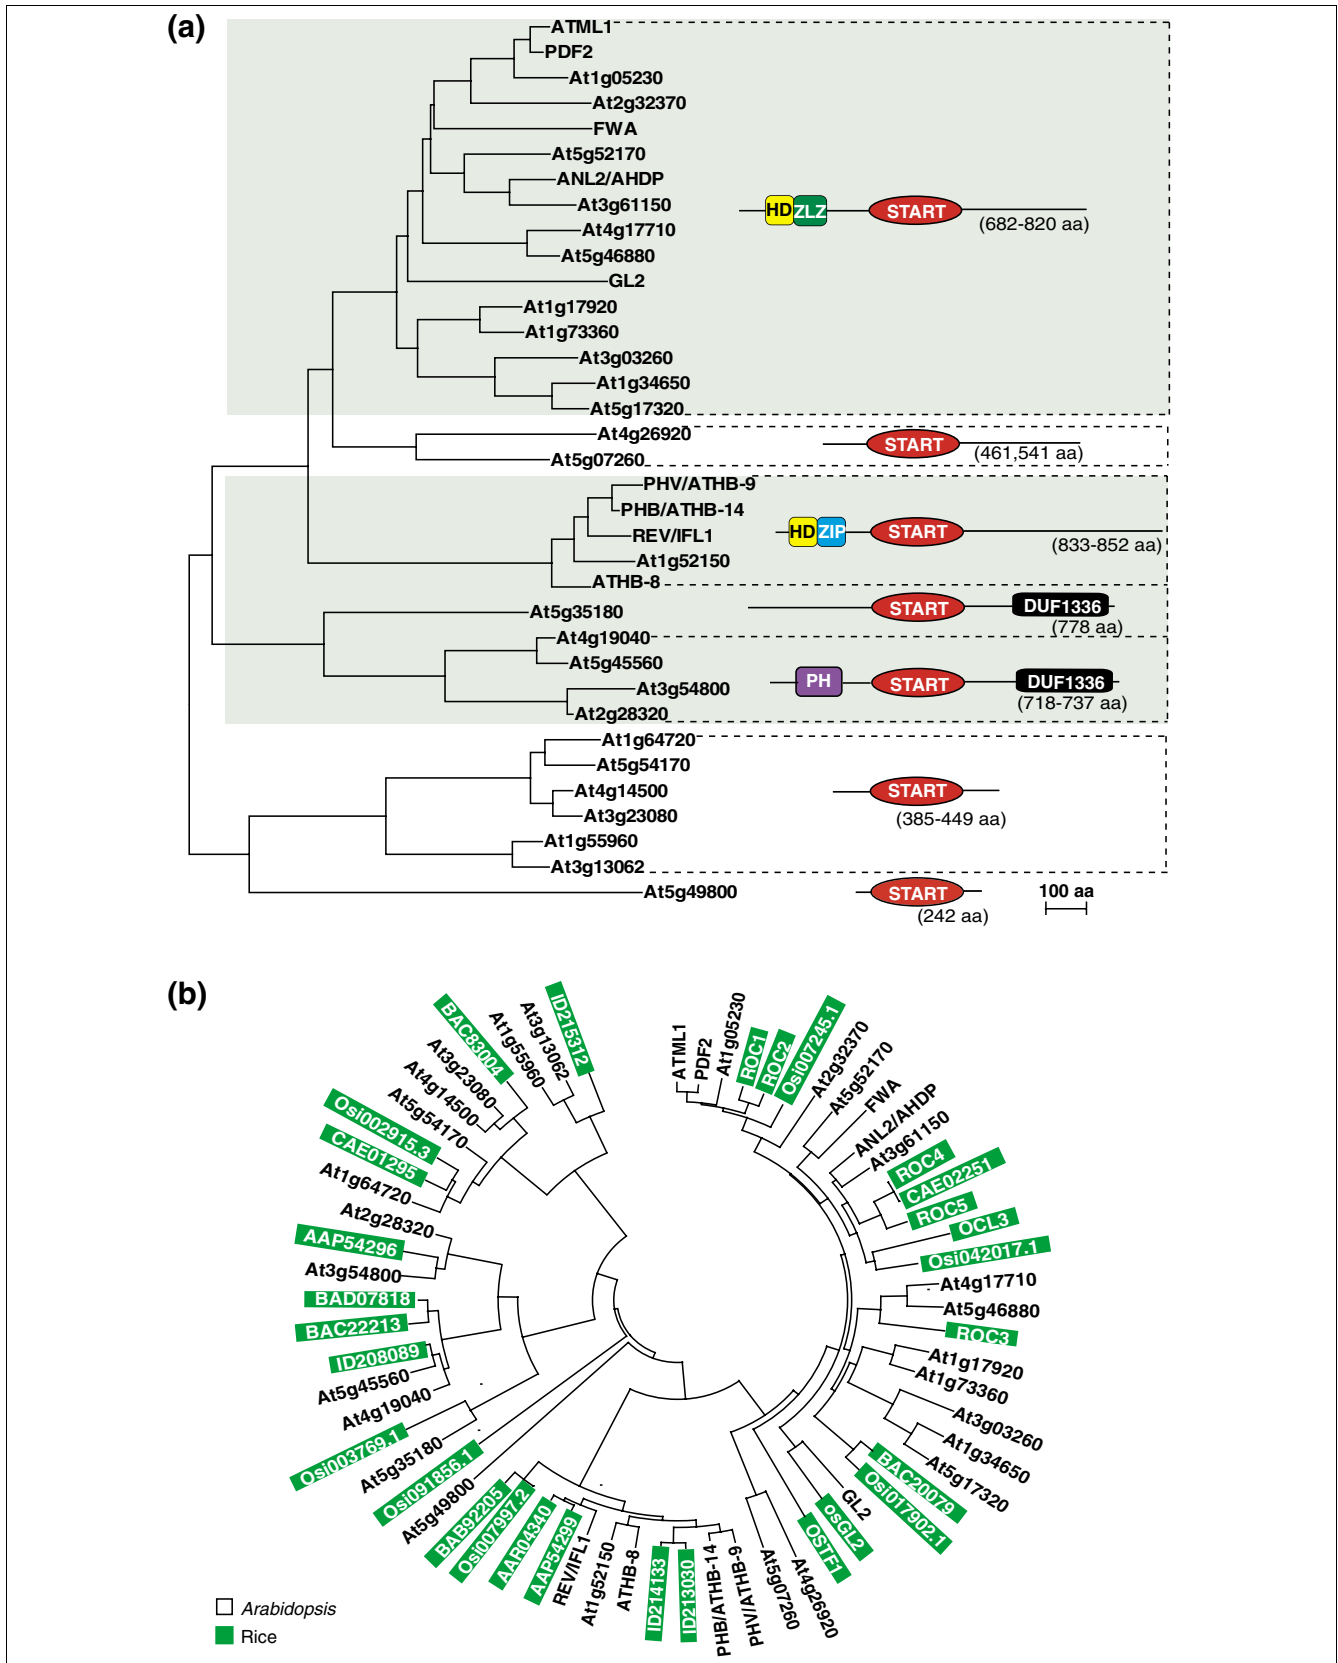 (a)
ATML1
PDF2
At1g05230
At2g32370
FWA
At5g52170
ANL2/AHDP
At3g61150
HD ZLZ START
(682-820 aa)
At4g17710
At5g46880
GL2
At1g17920
At1g73360
At3g03260
At1g34650
At5g17320
At4g26920
START
(461,541 aa)
At5g07260
PHV/ATHB-9
PHB/ATHB-14
REV/IFL1
HD ZIP START
(833-852 aa)
At1g52150
ATHB-8
At5g35180
START DUF1336
(778 aa)
At4g19040
At5g45560
At3g54800
PH START DUF1336
(718-737 aa)
At2g28320
At1g64720
At5g54170
At4g14500
START
(385-449 aa)
At3g23080
At1g55960
At3g13062
At5g49800
START
(242 aa)
100 aa
(b)
ATML1
PDF2
At1g05230
ROC1
ROC2
Osi007245.1
At2g32370
At5g52170
FWA
ANL2/AHDP
At3g61150
ROC4
CAE02251
ROC5
OCL3
Osi042017.1
At4g17710
At5g46880
ROC3
At1g17920
At1g73360
At3g03260
At1g34650
At5g17320
BAC20079
Osi017902.1
GL2
osGL2
OSTF1
At4g26920
At5g07260
PHV/ATHB-9
PHB/ATHB-14
ID213030
ID214133
ATHB-8
At1g52150
REV/IFL1
AAP54299
AAR04340
Osi007997.2
BAB92205
At5g49800
Osi091856.1
At5g35180
Osi003769.1
At4g19040
At5g45560
ID208089
BAC22213
BAD07818
At3g54800
AAP54296
At2g28320
At1g64720
CAE01295
Osi002915.3
At5g54170
At4g14500
At3g23080
BAC83004
At1g55960
At3g13062
ID215312
Arabidopsis
Rice